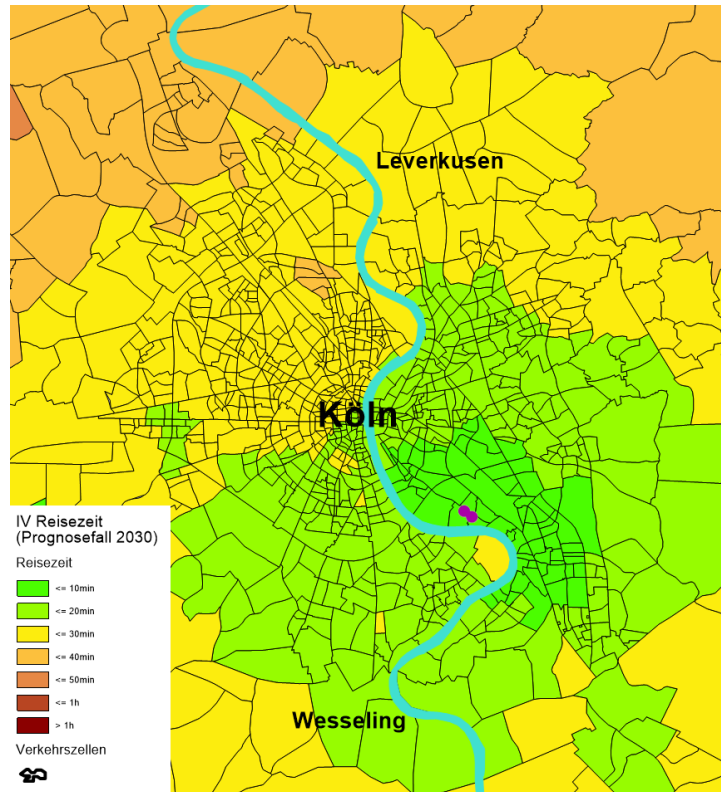 Leverkusen
Köln
Wesseling
IV Reisezeit
(Prognosefall 2030)
Reisezeit
<= 10min
<= 20min
<= 30min
<= 40min
<= 50min
<= 1h
> 1h
Verkehrszellen